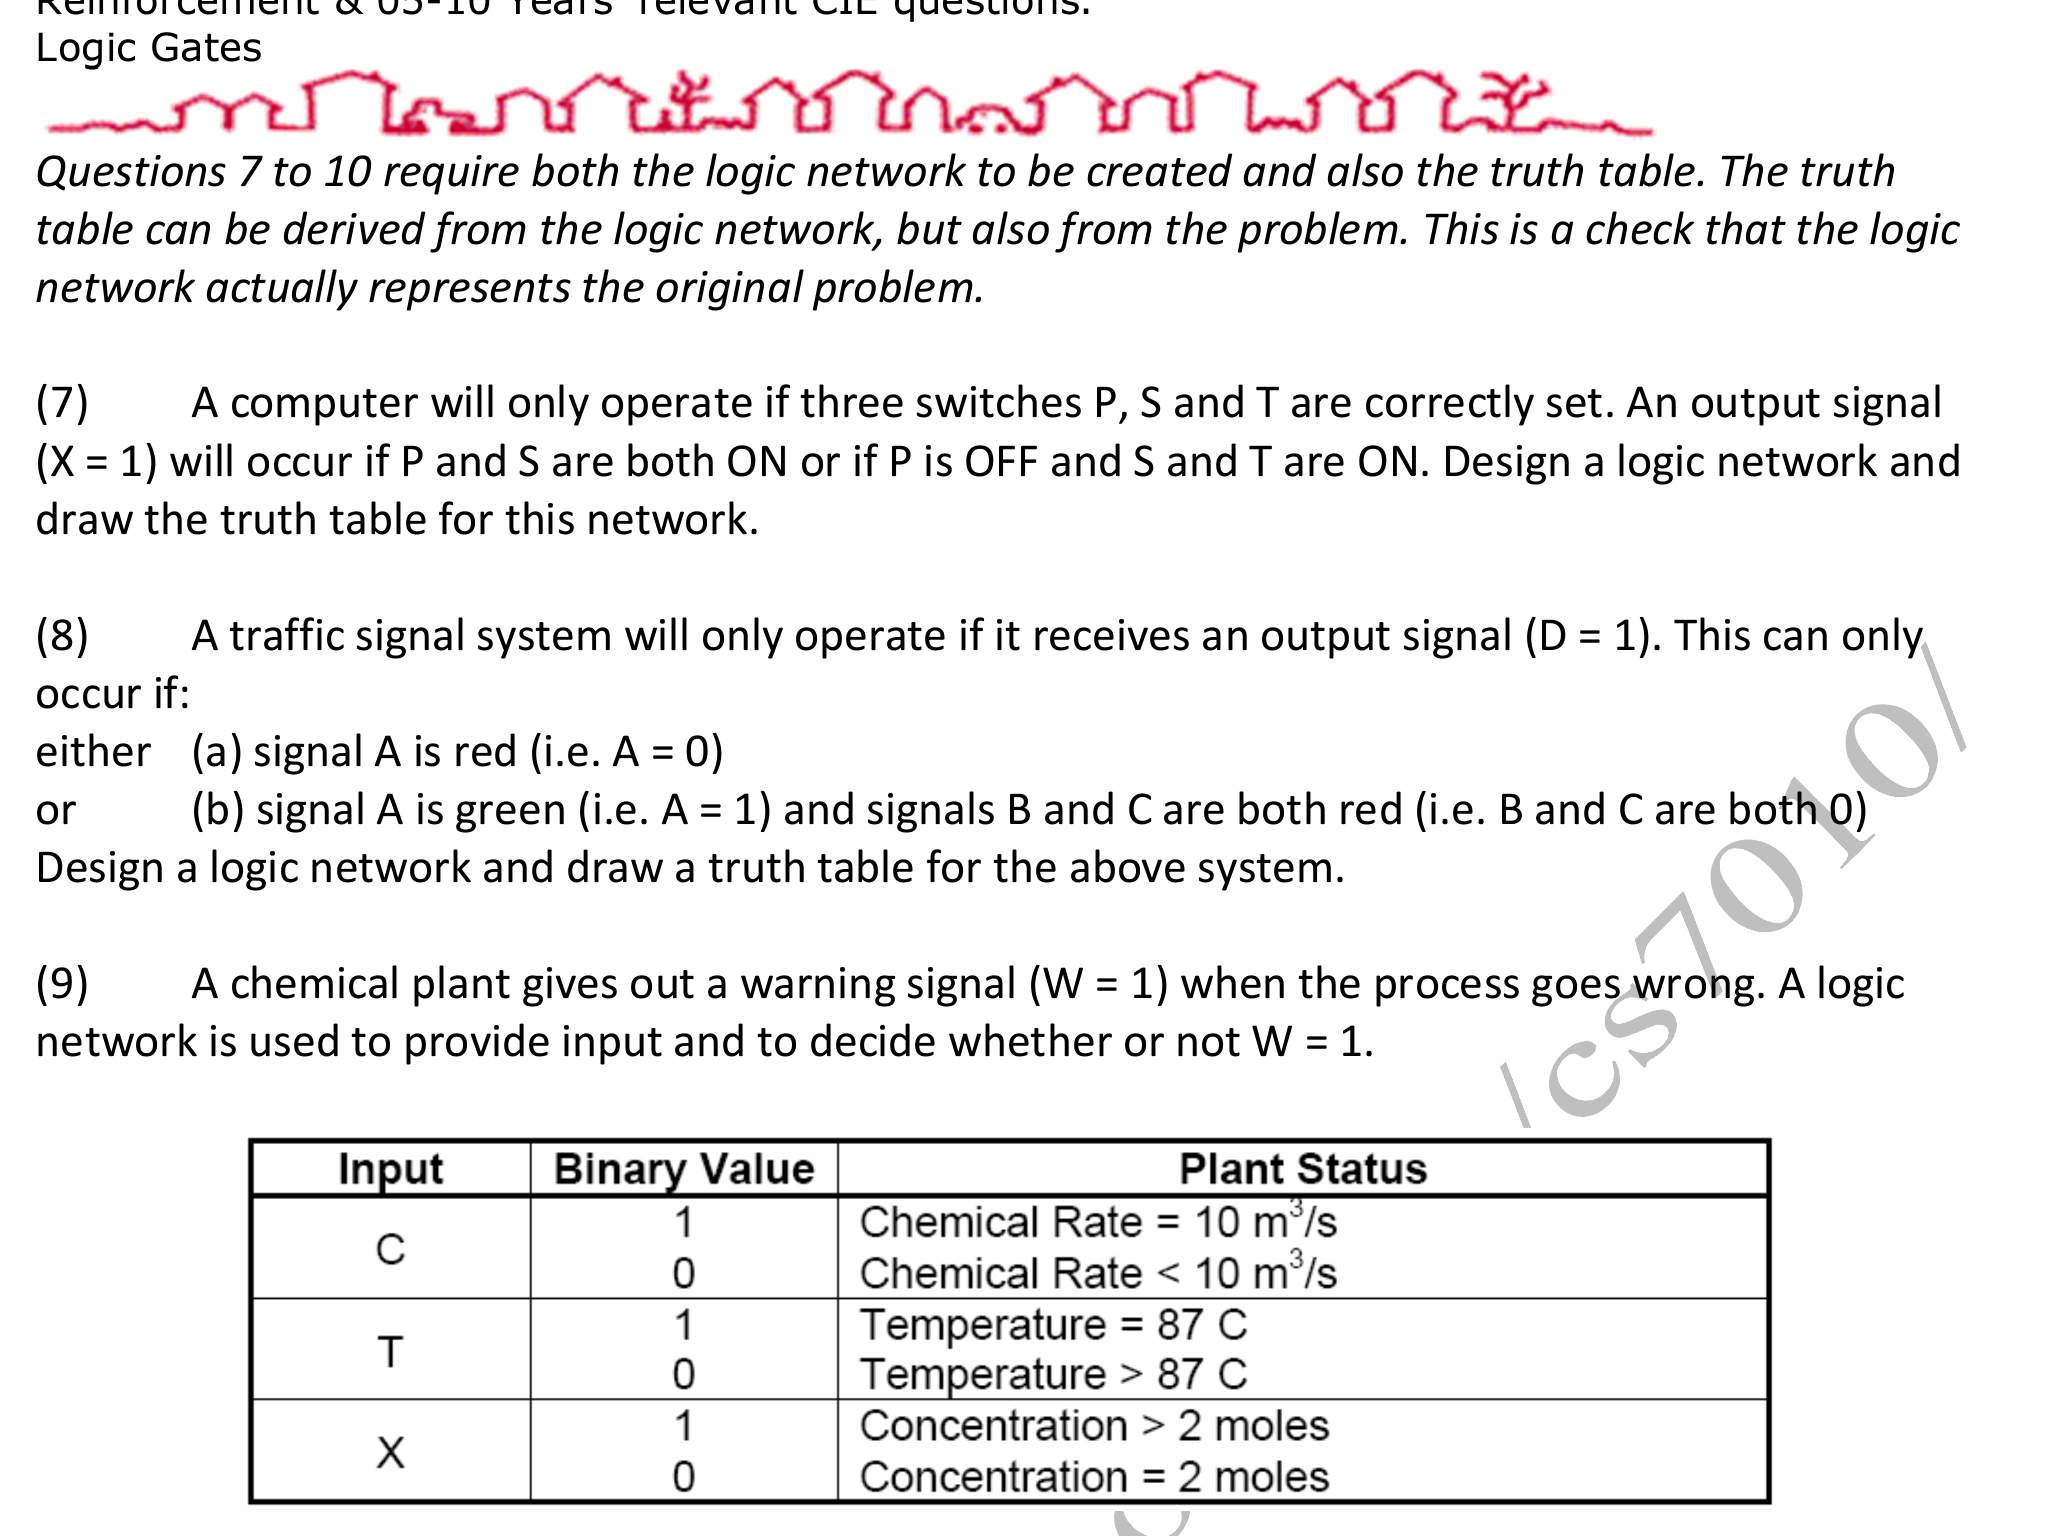 Reinforcement & 05-10 Years' relevant CIE questions.
Logic Gates
Questions 7 to 10 require both the logic network to be created and also the truth table. The truth
table can be derived from the logic network, but also from the problem. This is a check that the logic
network actually represents the original problem.
(7) A computer will only operate if three switches P, S and T are correctly set. An output signal
(X = 1) will occur if P and S are both ON or if P is OFF and S and T are ON. Design a logic network and
draw the truth table for this network.
(8) A traffic signal system will only operate if it receives an output signal (D = 1). This can only
occur if:
either (a) signal A is red (i.e. A = 0)
or (b) signal A is green (i.e. A = 1) and signals B and C are both red (i.e. B and C are both 0)
Design a logic network and draw a truth table for the above system.
(9) A chemical plant gives out a warning signal (W = 1) when the process goes wrong. A logic
network is used to provide input and to decide whether or not W = 1.
/cs7010/
Input Binary Value Plant Status
C 1 Chemical Rate = 10 m³/s
0 Chemical Rate < 10 m³/s
T 1 Temperature = 87 C
0 Temperature > 87 C
X 1 Concentration > 2 moles
0 Concentration = 2 moles